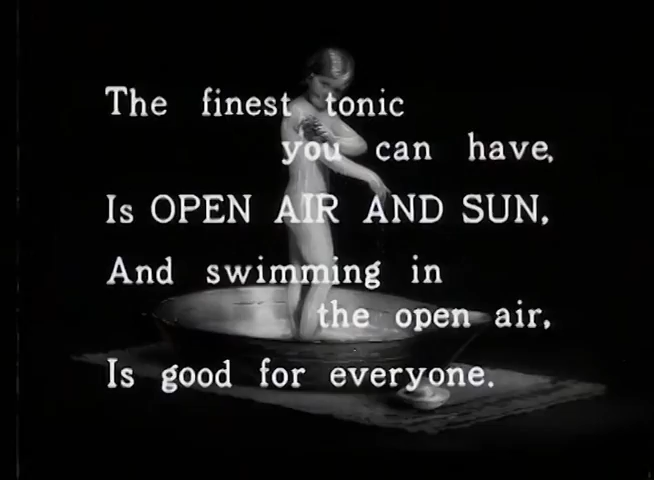 The finest tonic
you can have,
Is OPEN AIR AND SUN,
And swimming in
the open air,
Is good for everyone.